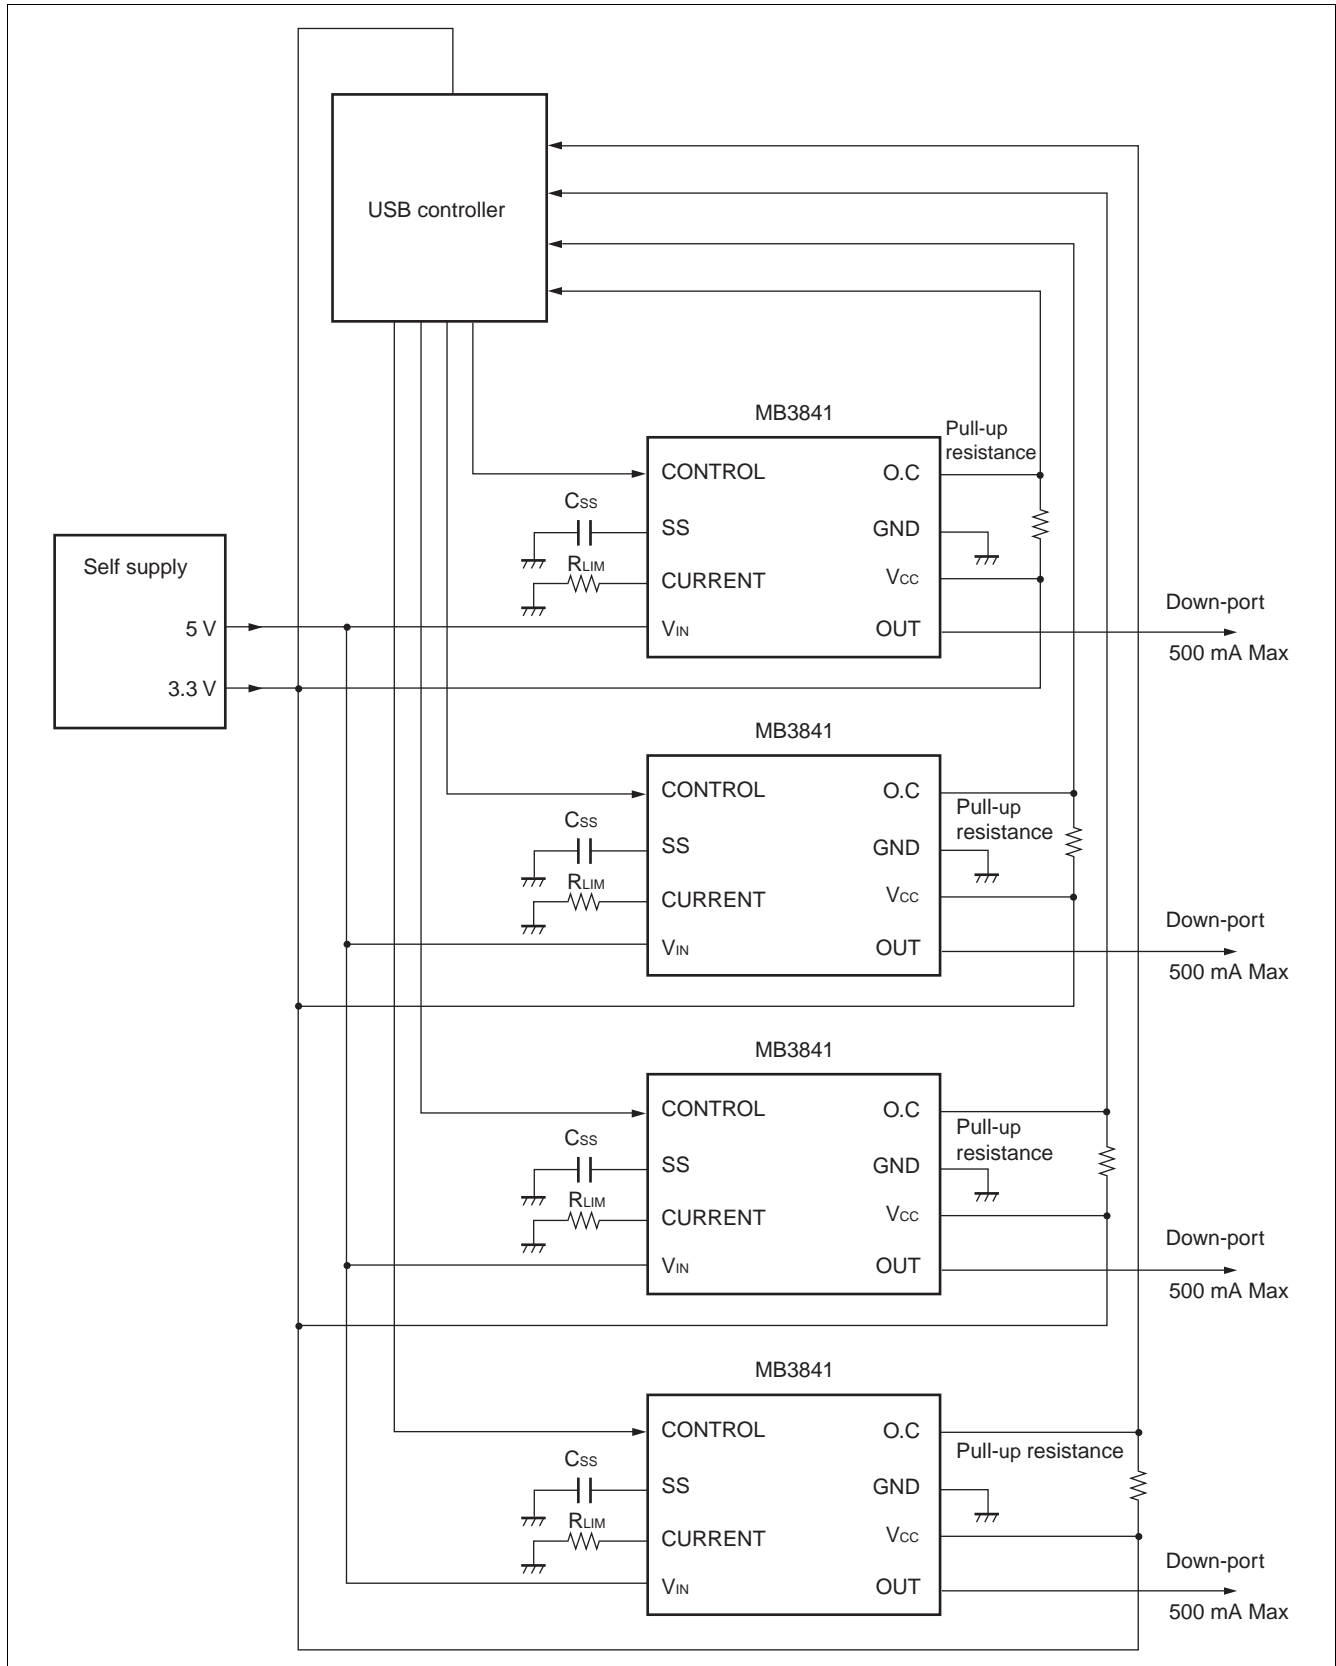 USB controller
MB3841
Pull-up
resistance
CONTROL
O.C
CSS
SS
GND
RLIM
CURRENT
VCC
VIN
OUT
Down-port
500 mA Max
Self supply
5 V
3.3 V
MB3841
CONTROL
O.C
Pull-up
resistance
CSS
SS
GND
RLIM
CURRENT
VCC
VIN
OUT
Down-port
500 mA Max
MB3841
CONTROL
O.C
Pull-up
resistance
CSS
SS
GND
RLIM
CURRENT
VCC
VIN
OUT
Down-port
500 mA Max
MB3841
CONTROL
O.C
Pull-up resistance
CSS
SS
GND
RLIM
CURRENT
VCC
VIN
OUT
Down-port
500 mA Max